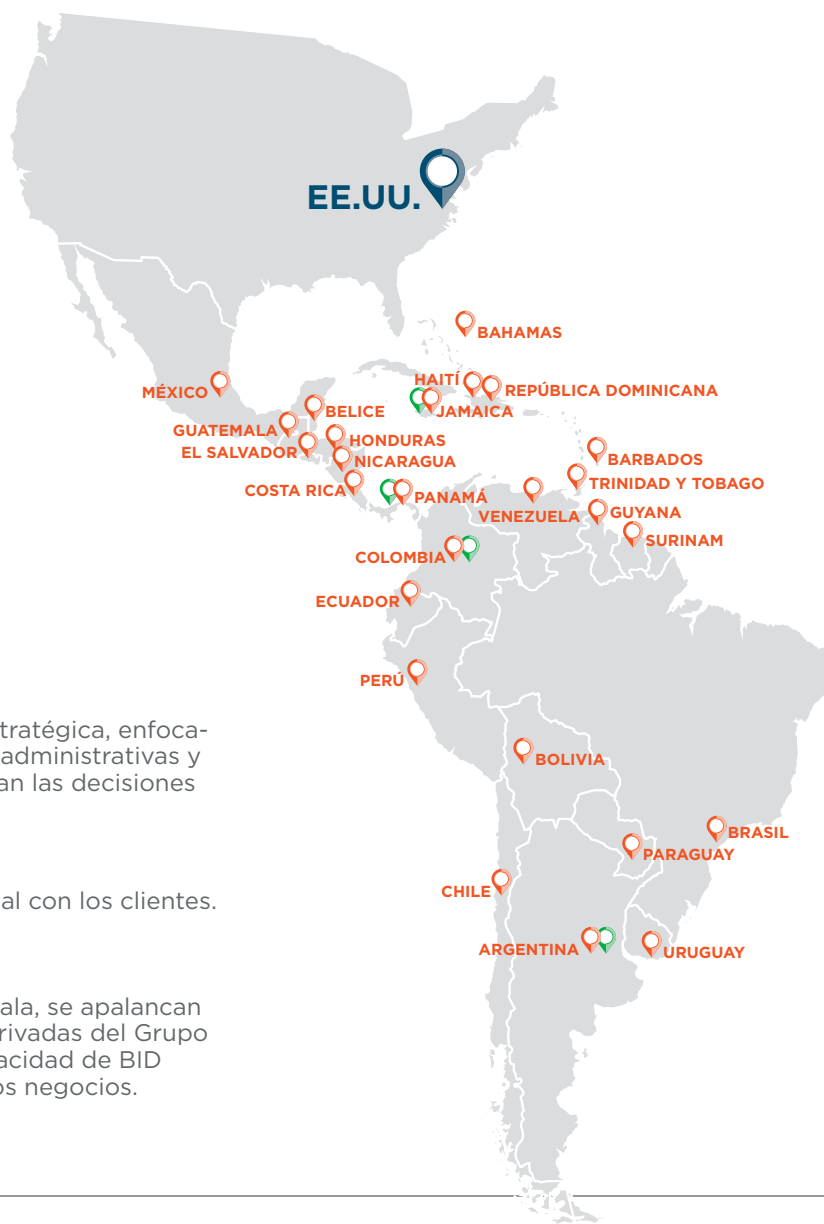 EE.UU.
BAHAMAS
HAITÍ
REPÚBLICA DOMINICANA
MÉXICO
BELICE
JAMAICA
GUATEMALA
HONDURAS
EL SALVADOR
NICARAGUA
BARBADOS
TRINIDAD Y TOBAGO
COSTA RICA
PANAMÁ
VENEZUELA
GUYANA
SURINAM
COLOMBIA
ECUADOR
PERÚ
BOLIVIA
BRASIL
PARAGUAY
CHILE
ARGENTINA
URUGUAY
tratégica, enfoca-
administrativas y
an las decisiones
al con los clientes.
ala, se apalancan
rivadas del Grupo
acidad de BID
os negocios.